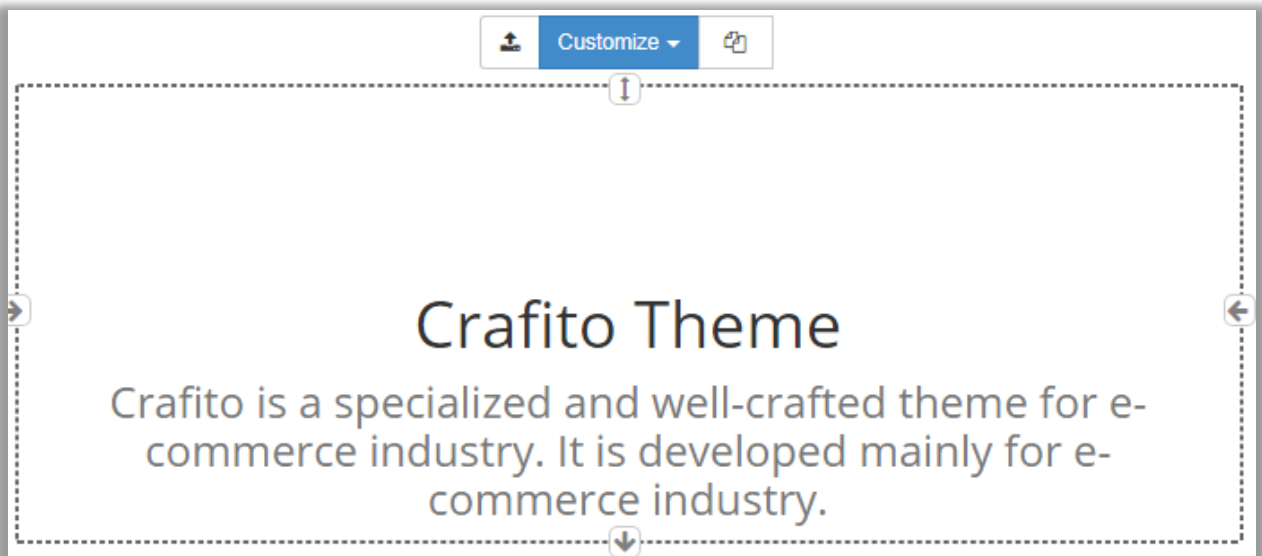 Customize
Crafito Theme
Crafito is a specialized and well-crafted theme for e-
commerce industry. It is developed mainly for e-
commerce industry.